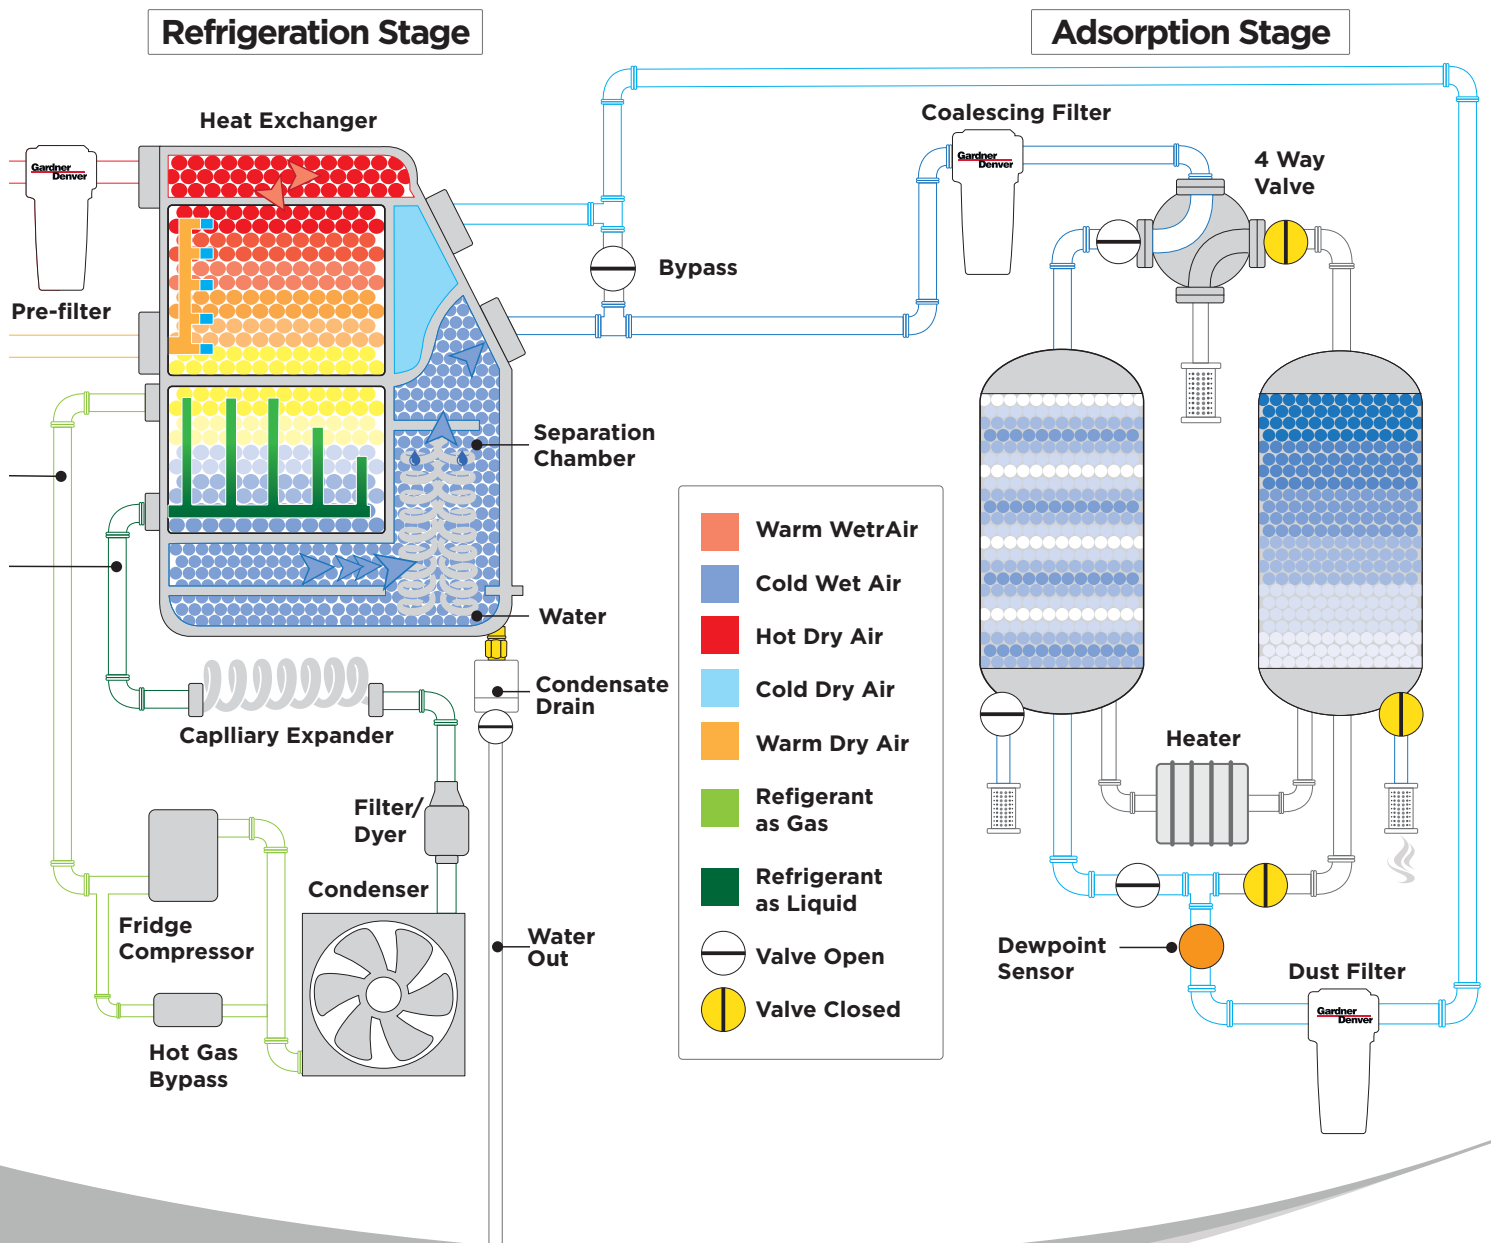 Refrigeration Stage
Adsorption Stage
Heat Exchanger
Coalescing Filter
Gardner
Denver
Gardner
Denver
4 Way
Valve
Bypass
Pre-filter
Separation
Chamber
Warm WetrAir
Cold Wet Air
Hot Dry Air
Cold Dry Air
Warm Dry Air
Refigerant
as Gas
Refrigerant
as Liquid
Valve Open
Valve Closed
Water
Condensate
Drain
Caplliary Expander
Heater
Filter/
Dyer
Condenser
Fridge
Compressor
Water
Out
Dewpoint
Sensor
Dust Filter
Gardner
Denver
Hot Gas
Bypass